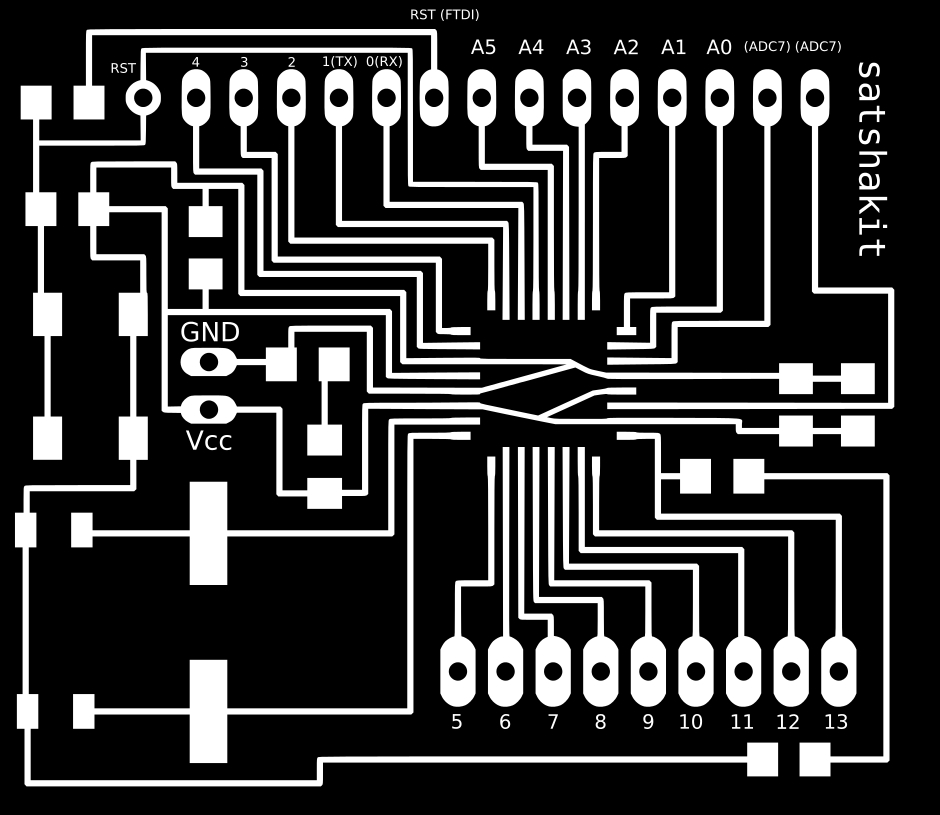 RST (FTDI)
A5 A4 A3 A2 A1 A0 (ADC7) (ADC7)
RST 4 3 2 1(TX) 0(RX)
satshakit
GND
Vcc
5 6 7 8 9 10 11 12 13